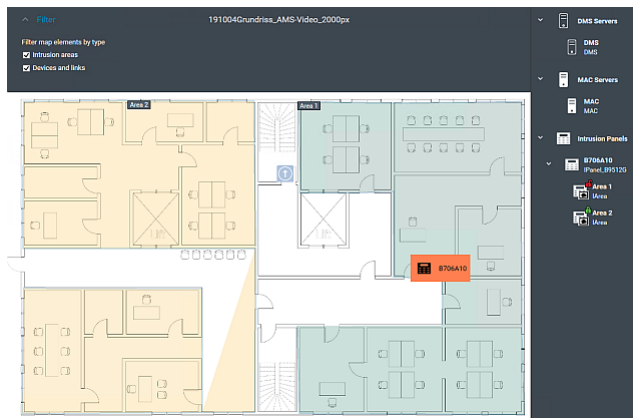 Filter
191004Grundriss_AMS-Video_2000px
Filter map elements by type
Intrusion areas
Devices and links
Area 2
Area 1
B706A10
DMS Servers
DMS
DMS
MAC Servers
MAC
MAC
Intrusion Panels
B706A10
IPanel_B9512G
Area 1
IArea
Area 2
IArea